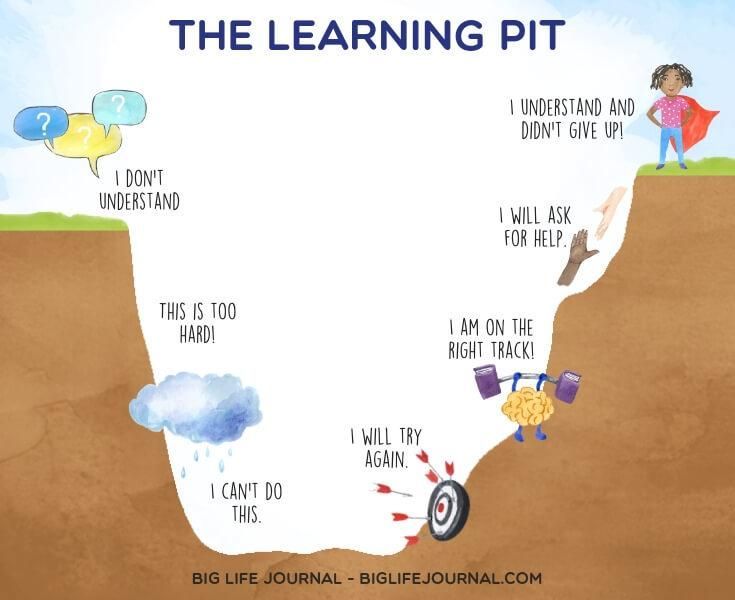 THE LEARNING PIT
?
?
?
I DON'T
UNDERSTAND
THIS IS TOO
HARD!
I CAN'T DO
THIS.
I WILL TRY
AGAIN.
I AM ON THE
RIGHT TRACK!
I WILL ASK
FOR HELP.
I UNDERSTAND AND
DIDN'T GIVE UP!
BIG LIFE JOURNAL - BIGLIFEJOURNAL.COM